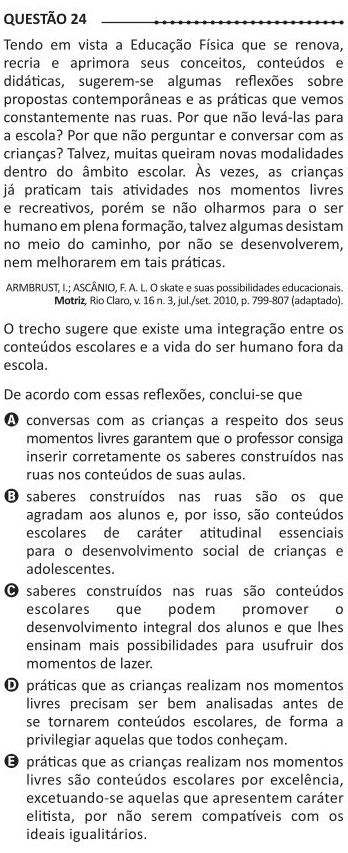 QUESTÃO 24
Tendo em vista a Educação Física que se renova,
recria e aprimora seus conceitos, conteúdos e
didáticas, sugerem-se algumas reflexões sobre
propostas contemporâneas e as práticas que vemos
constantemente nas ruas. Por que não levá-las para
a escola? Por que não perguntar e conversar com as
crianças? Talvez, muitas queiram novas modalidades
dentro do âmbito escolar. Às vezes, as crianças
já praticam tais atividades nos momentos livres
e recreativos, porém se não olharmos para o ser
humano em plena formação, talvez algumas desistam
no meio do caminho, por não se desenvolverem,
nem melhorarem em tais práticas.
ARMBRUST, I.; ASCÂNIO, F. A. L. O skate e suas possibilidades educacionais.
Motriz, Rio Claro, v. 16 n. 3, jul./set. 2010, p. 799-807 (adaptado).
O trecho sugere que existe uma integração entre os
conteúdos escolares e a vida do ser humano fora da
escola.
De acordo com essas reflexões, conclui-se que
A conversas com as crianças a respeito dos seus
momentos livres garantem que o professor consiga
inserir corretamente os saberes construídos nas
ruas nos conteúdos de suas aulas.
B saberes construídos nas ruas são os que
agradam aos alunos e, por isso, são conteúdos
escolares de caráter atitudinal essenciais
para o desenvolvimento social de crianças e
adolescentes.
C saberes construídos nas ruas são conteúdos
escolares que podem promover o
desenvolvimento integral dos alunos e que lhes
ensinam mais possibilidades para usufruir dos
momentos de lazer.
D práticas que as crianças realizam nos momentos
livres precisam ser bem analisadas antes de
se tornarem conteúdos escolares, de forma a
privilegiar aquelas que todos conheçam.
E práticas que as crianças realizam nos momentos
livres são conteúdos escolares por excelência,
excetuando-se aquelas que apresentem caráter
elitista, por não serem compatíveis com os
ideais igualitários.